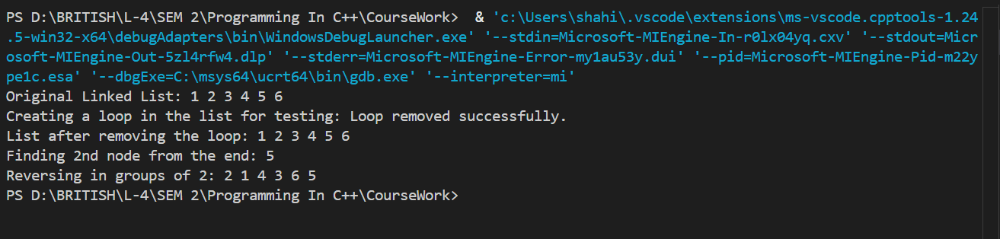 PS D:\BRITISH\L-4\SEM 2\Programming In C++\CourseWork>  & 'c:\Users\shahi\.vscode\extensions\ms-vscode.cpptools-1.24
.5-win32-x64\debugAdapters\bin\WindowsDebugLauncher.exe' '--stdin=Microsoft-MIEngine-In-r0lx04yq.cxv' '--stdout=Micr
osoft-MIEngine-Out-5zl4rfw4.dlp' '--stderr=Microsoft-MIEngine-Error-my1au53y.dui' '--pid=Microsoft-MIEngine-Pid-m22y
pe1c.esa' '--dbgExe=C:\msys64\ucrt64\bin\gdb.exe' '--interpreter=mi'
Original Linked List: 1 2 3 4 5 6
Creating a loop in the list for testing: Loop removed successfully.
List after removing the loop: 1 2 3 4 5 6
Finding 2nd node from the end: 5
Reversing in groups of 2: 2 1 4 3 6 5
PS D:\BRITISH\L-4\SEM 2\Programming In C++\CourseWork>